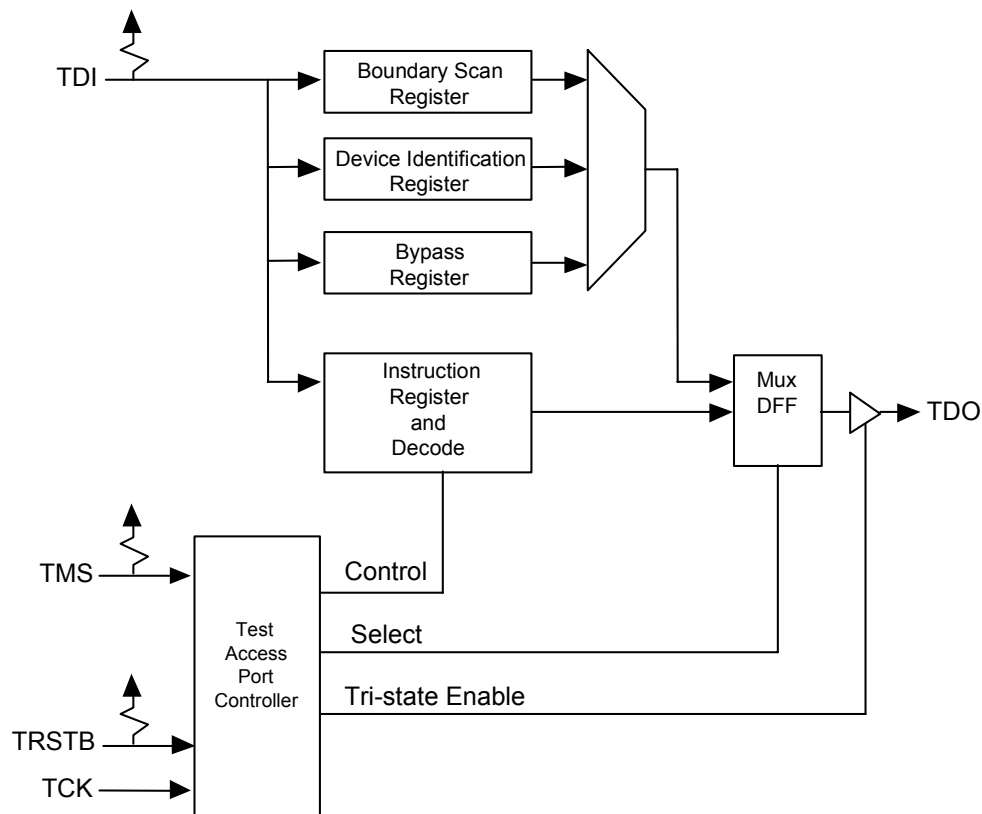 TDI
Boundary Scan
Register
Device Identification
Register
Bypass
Register
Instruction
Register
and
Decode
Mux
DFF
TDO
TMS
TRSTB
TCK
Test
Access
Port
Controller
Control
Select
Tri-state Enable